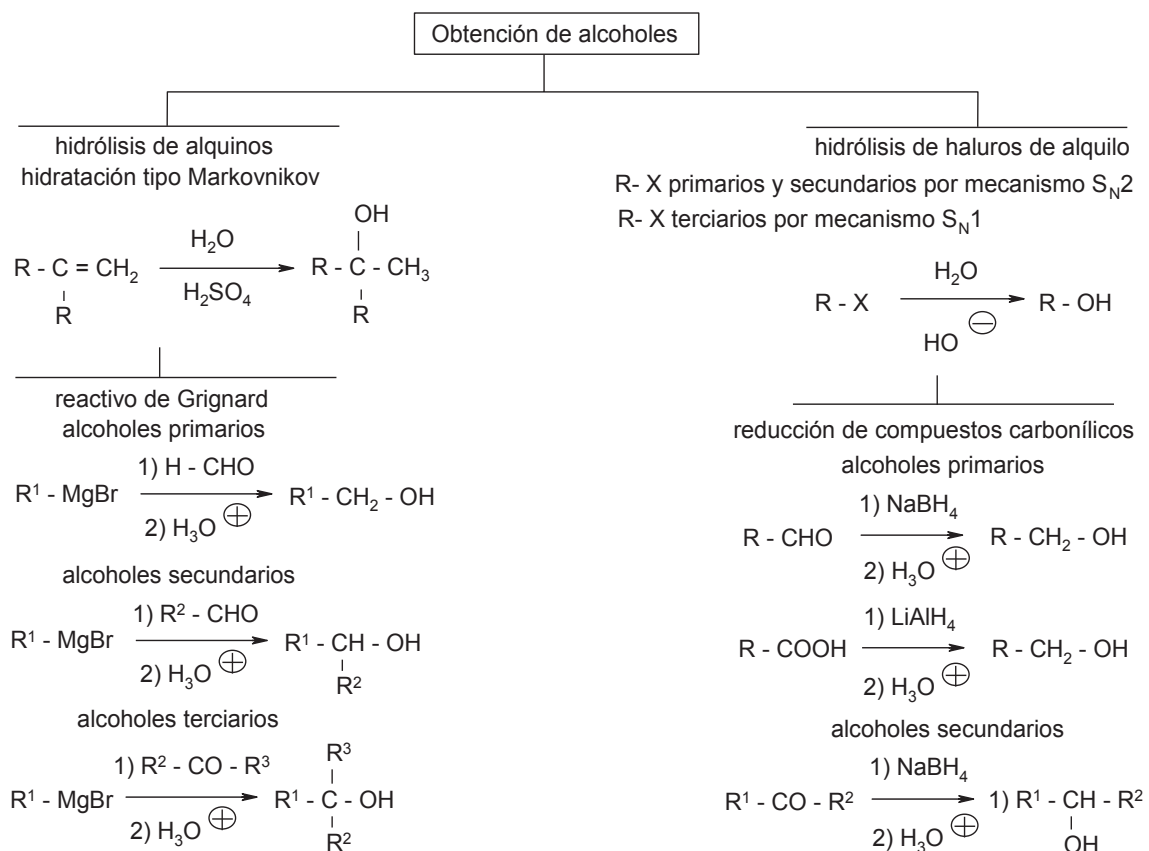 Obtención de alcoholes
hidrólisis de alquinos
hidratación tipo Markovnikov
R - C = CH₂
R
H₂O
H₂SO₄
OH
R - C - CH₃
R
reactivo de Grignard
alcoholes primarios
R¹ - MgBr
1) H - CHO
2) H₃O ⊕
R¹ - CH₂ - OH
alcoholes secundarios
R¹ - MgBr
1) R² - CHO
2) H₃O ⊕
R¹ - CH - OH
R²
alcoholes terciarios
R¹ - MgBr
1) R² - CO - R³
2) H₃O ⊕
R³
R¹ - C - OH
R²
hidrólisis de haluros de alquilo
R- X primarios y secundarios por mecanismo S_N2
R- X terciarios por mecanismo S_N1
R - X
H₂O
HO ⊖
R - OH
reducción de compuestos carbonílicos
alcoholes primarios
R - CHO
1) NaBH₄
2) H₃O ⊕
R - CH₂ - OH
R - COOH
1) LiAlH₄
2) H₃O ⊕
R - CH₂ - OH
alcoholes secundarios
R¹ - CO - R²
1) NaBH₄
2) H₃O ⊕
1) R¹ - CH - R²
OH